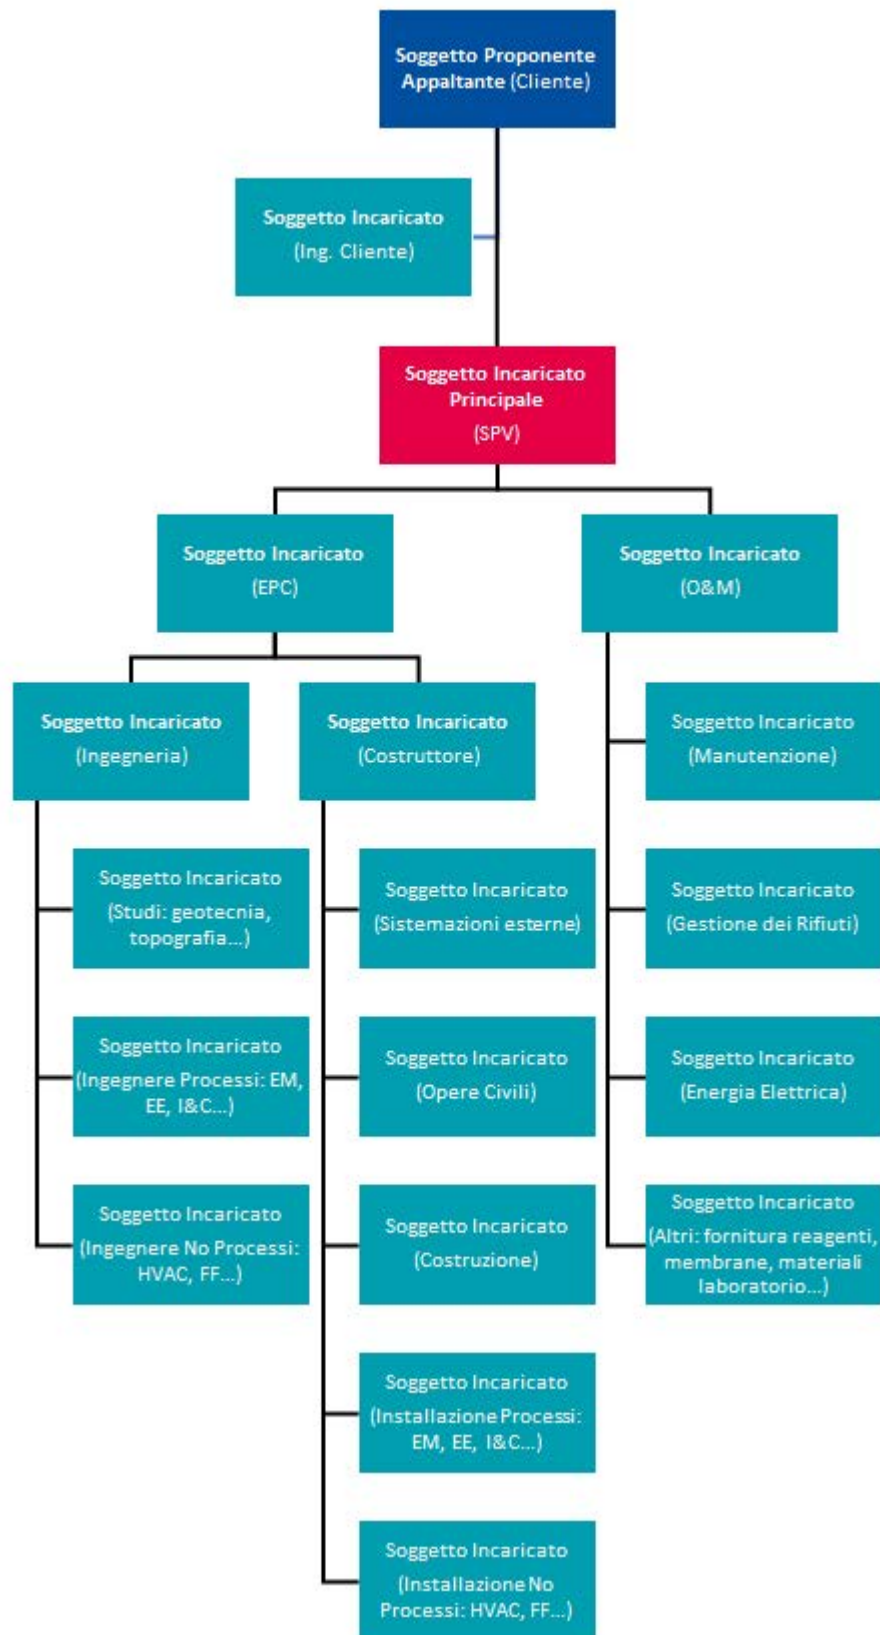 Soggetto Proponente
Appaltante (Cliente)
Soggetto Incaricato
(Ing. Cliente)
Soggetto Incaricato
Principale
(SPV)
Soggetto Incaricato
(EPC)
Soggetto Incaricato
(O&M)
Soggetto Incaricato
(Ingegneria)
Soggetto Incaricato
(Studi: geotecnia,
topografia...)
Soggetto Incaricato
(Ingegnere Processi: EM,
EE, I&C...)
Soggetto Incaricato
(Ingegnere No Processi:
HVAC, FF...)
Soggetto Incaricato
(Costruttore)
Soggetto Incaricato
(Sistemazioni esterne)
Soggetto Incaricato
(Opere Civili)
Soggetto Incaricato
(Costruzione)
Soggetto Incaricato
(Installazione Processi:
EM, EE, I&C...)
Soggetto Incaricato
(Installazione No
Processi: HVAC, FF...)
Soggetto Incaricato
(Manutenzione)
Soggetto Incaricato
(Gestione dei Rifiuti)
Soggetto Incaricato
(Energia Elettrica)
Soggetto Incaricato
(Altri: fornitura reagenti,
membrane, materiali
laboratorio...)